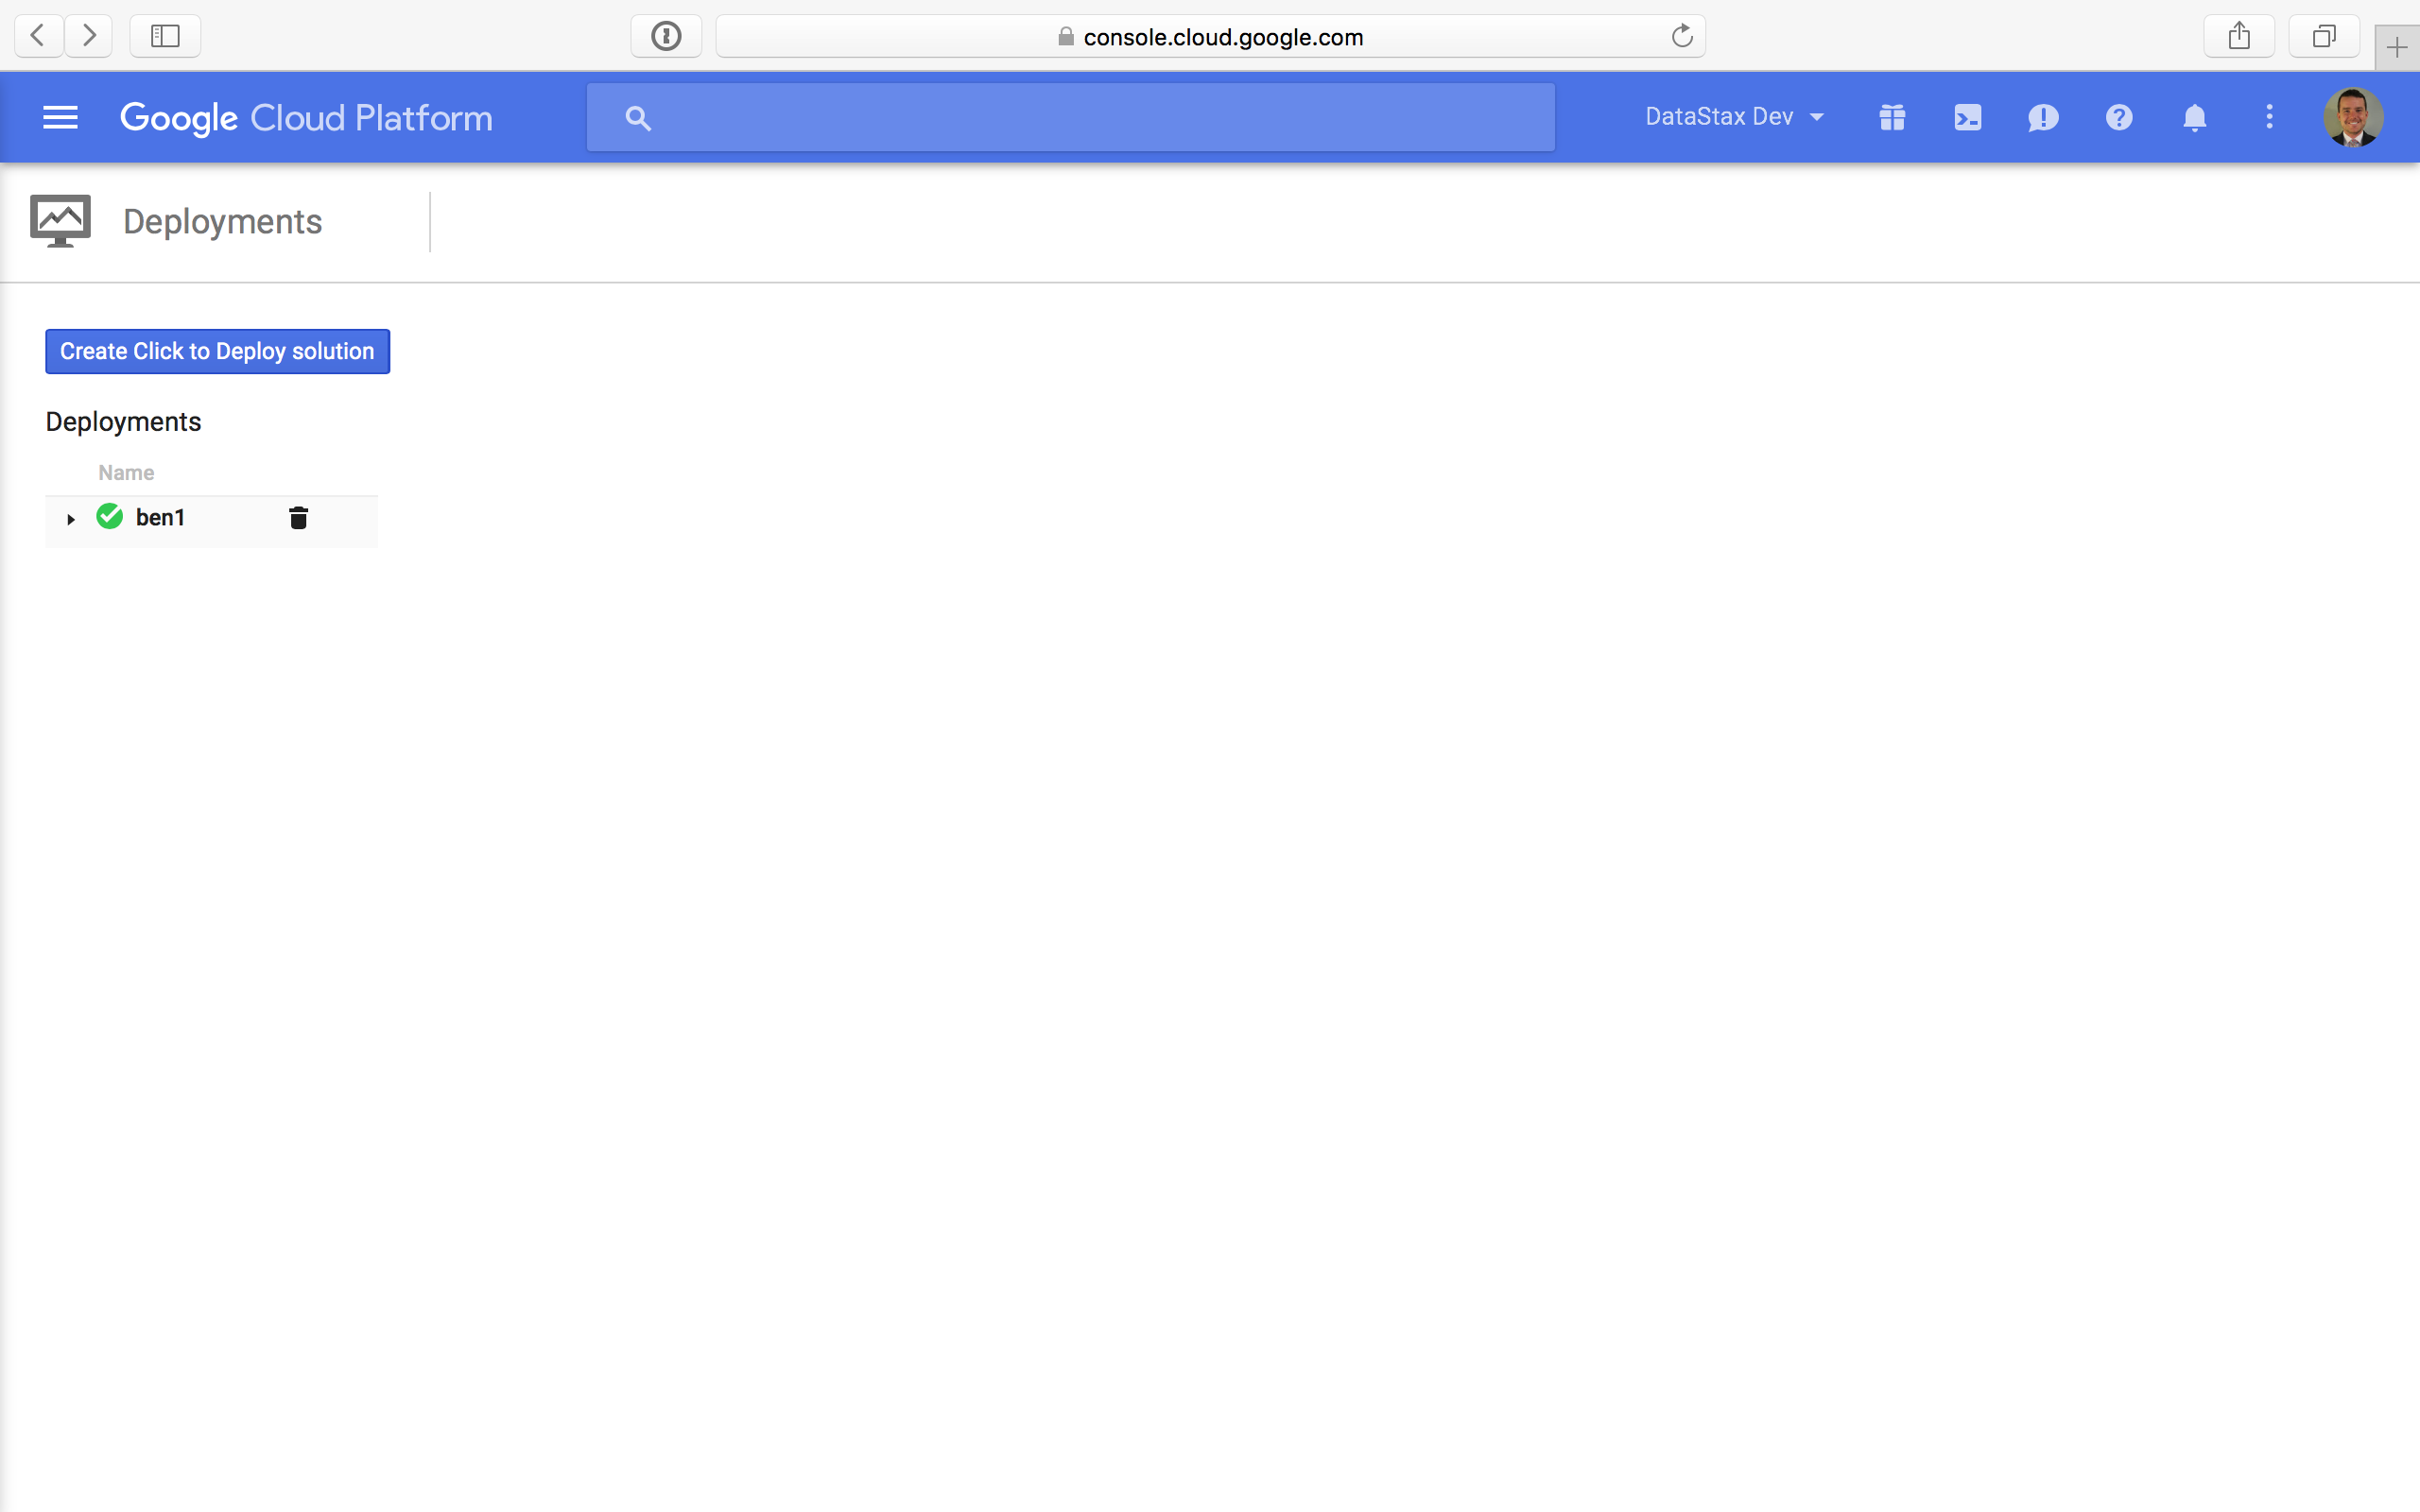 console.cloud.google.com
Google Cloud Platform
DataStax Dev
Deployments
Create Click to Deploy solution
Deployments
Name
ben1